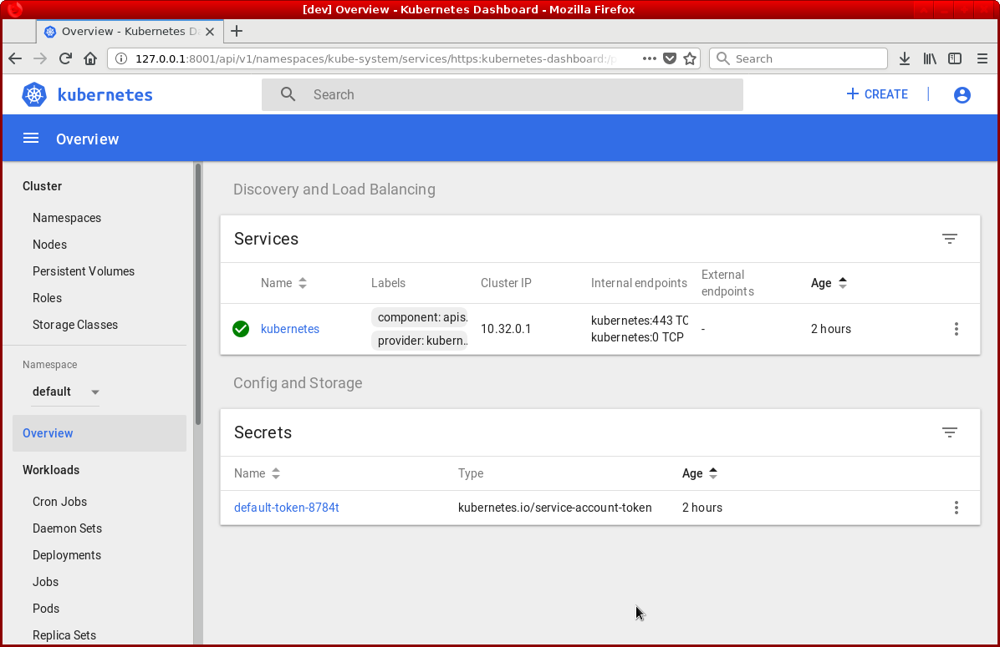 [dev] Overview - Kubernetes Dashboard - Mozilla Firefox
Overview - Kubernetes D
127.0.0.1:8001/api/v1/namespaces/kube-system/services/https:kubernetes-dashboard:/p
Search
kubernetes
Search
CREATE
Overview
Cluster
Namespaces
Nodes
Persistent Volumes
Roles
Storage Classes
Namespace
default
Overview
Workloads
Cron Jobs
Daemon Sets
Deployments
Jobs
Pods
Replica Sets
Discovery and Load Balancing
Services
Name Labels Cluster IP Internal endpoints External endpoints Age
kubernetes
component: apis.
provider: kubern..
10.32.0.1
kubernetes:443 TC
kubernetes:0 TCP
-
2 hours
Config and Storage
Secrets
Name Type Age
default-token-8784t kubernetes.io/service-account-token 2 hours